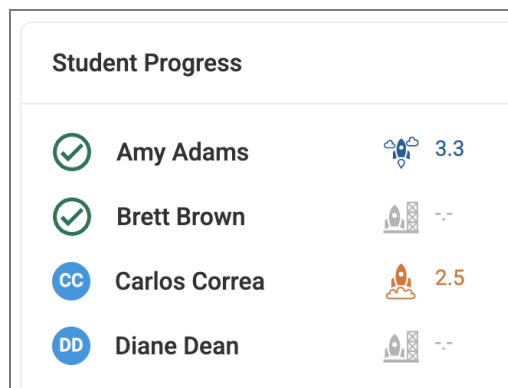 Student Progress
Amy Adams 3.3
Brett Brown -.-
CC Carlos Correa 2.5
DD Diane Dean -.-